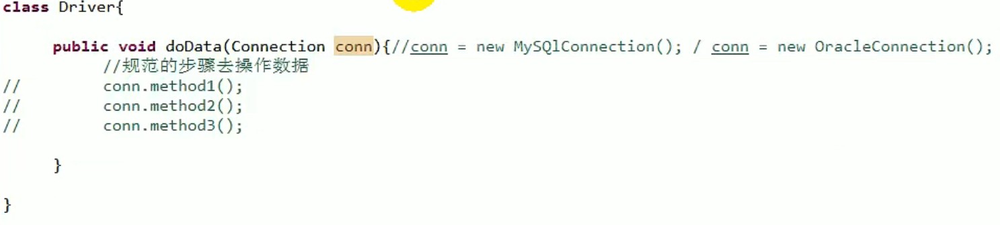 class Driver{
public void doData(Connection conn){//conn = new MySQlConnection(); / conn = new OracleConnection();
//规范的步骤去操作数据
// conn.method1();
// conn.method2();
// conn.method3();
}
}